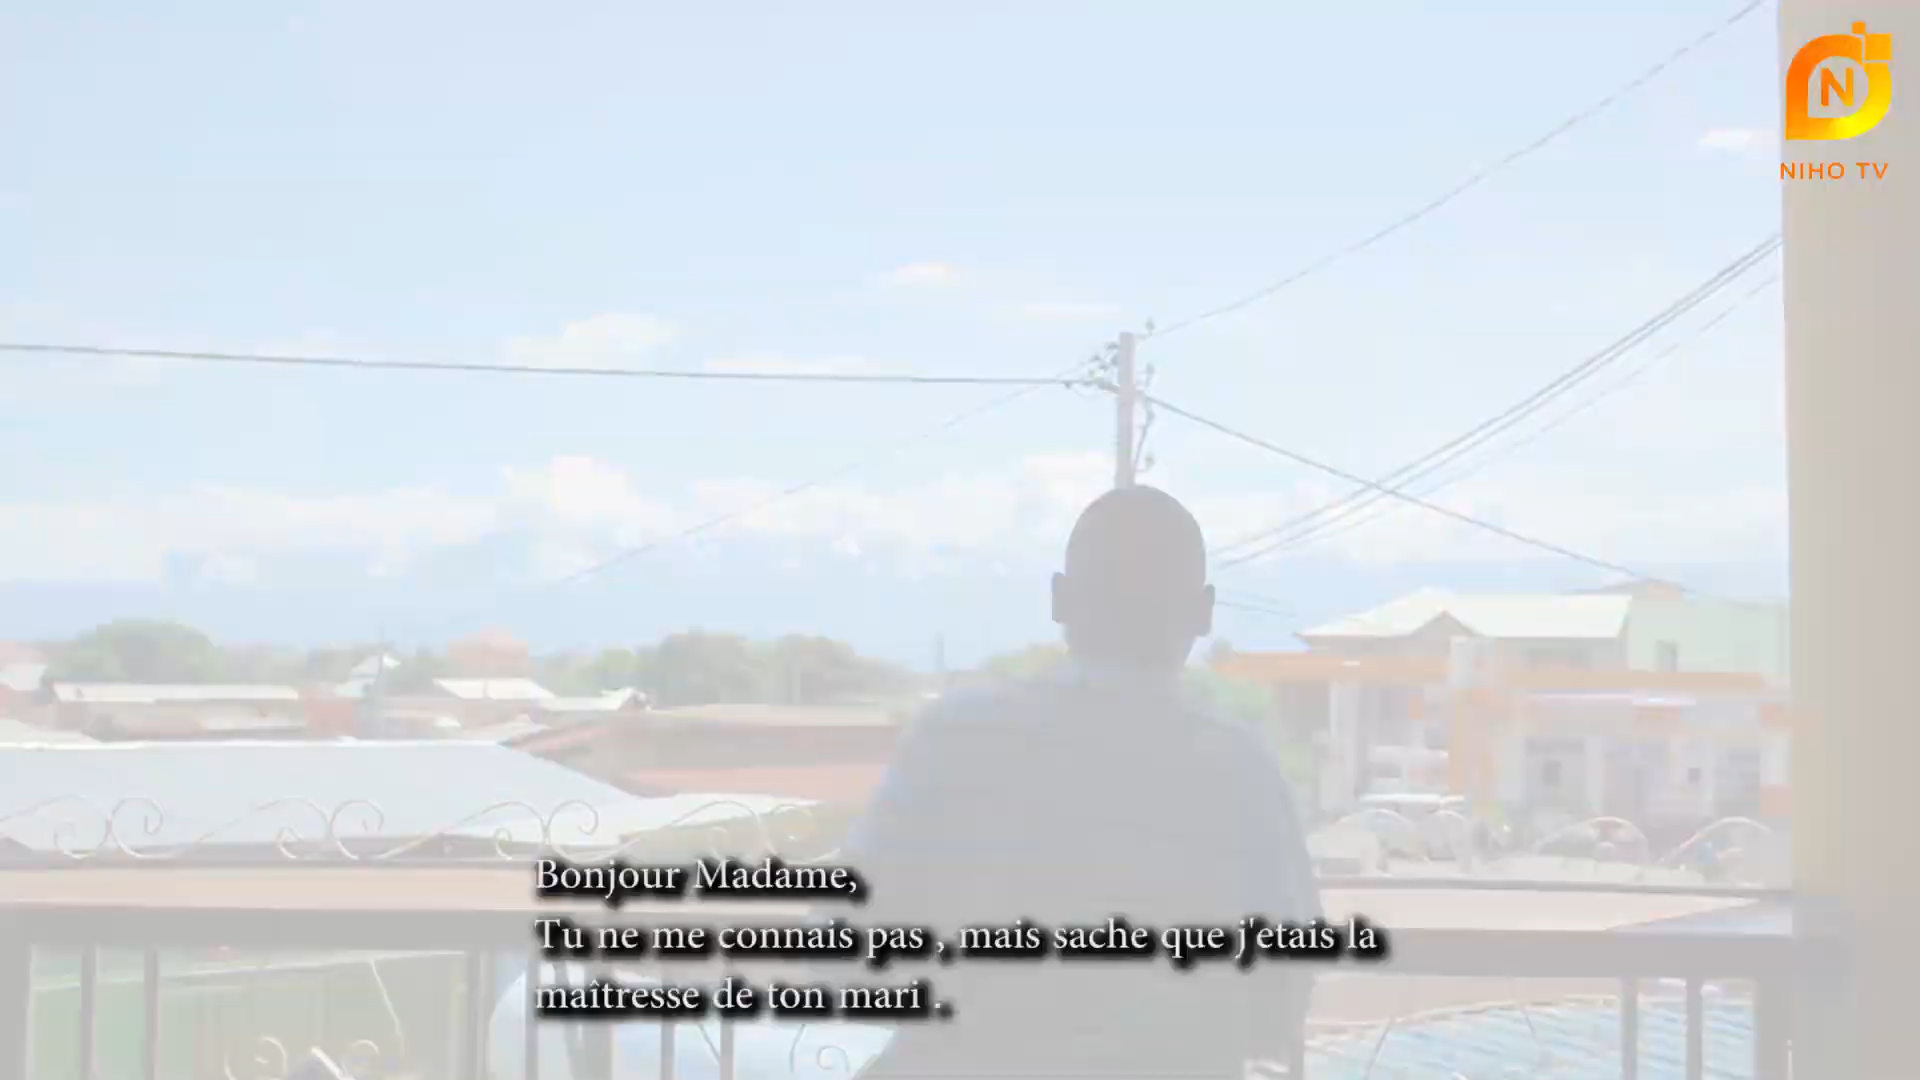 N
NIHO TV
Bonjour Madame,
Tu ne me connais pas , mais sache que j'etais la
maîtresse de ton mari .